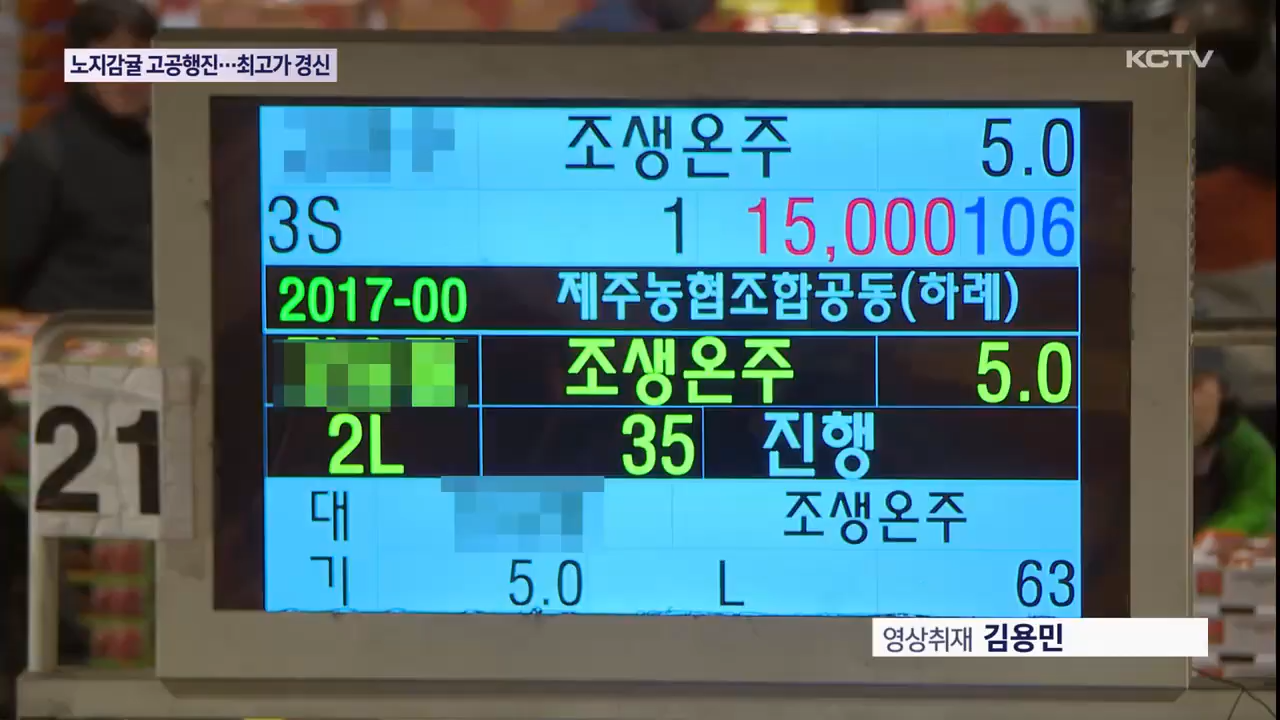 노지감귤 고공행진…최고가 경신
KCTV
조생온주 5.0
3S 1 15,000 106
2017-00 제주농협조합공동(하례)
조생온주 5.0
2L 35 진행
대 조생온주
기 5.0 L 63
21
영상취재 김용민